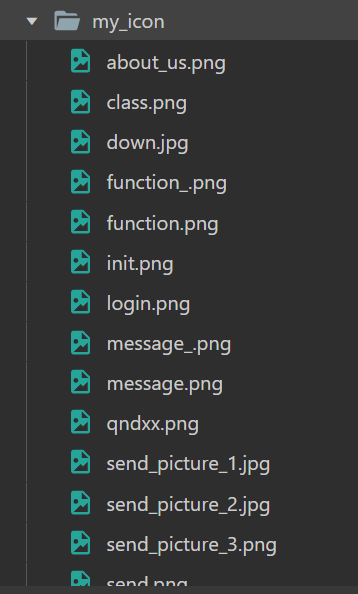 my_icon
about_us.png
class.png
down.jpg
function_.png
function.png
init.png
login.png
message_.png
message.png
qndxx.png
send_picture_1.jpg
send_picture_2.jpg
send_picture_3.png
send.png